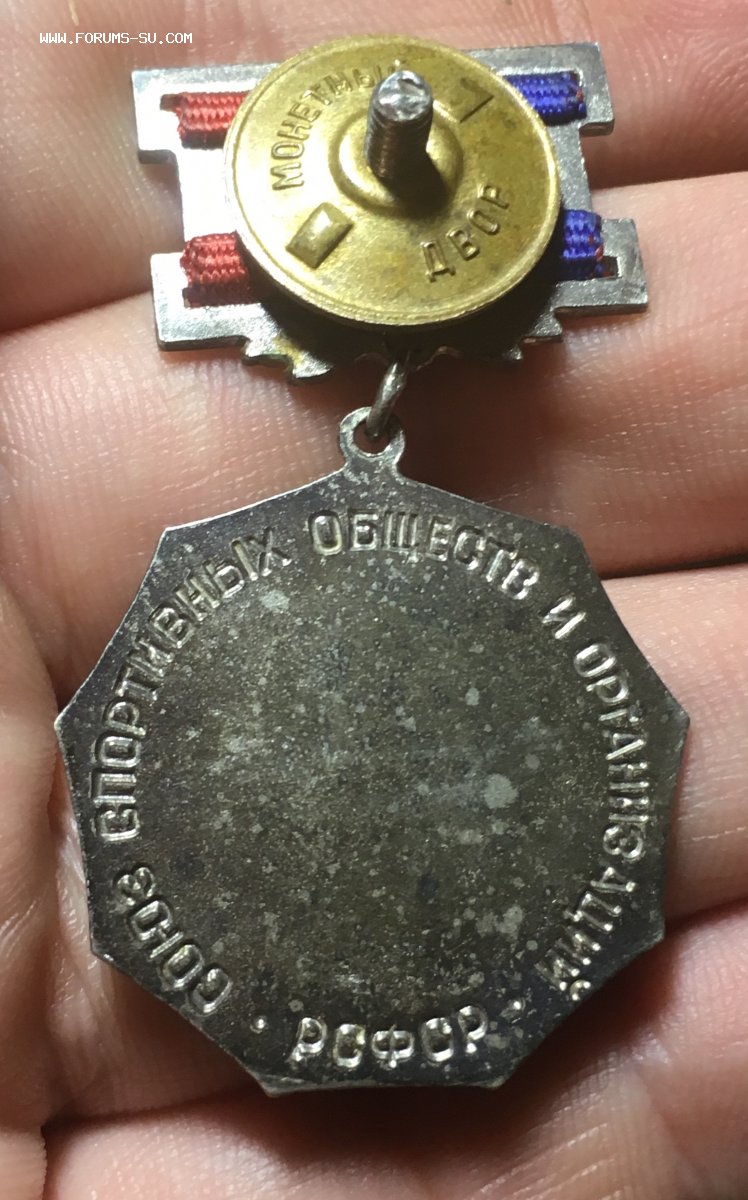 WWW.FORUMS-SU.COM
МОНЕТНЫЙ
ДВОР
СОЮЗ СПОРТИВНЫХ ОБЩЕСТВ И ОРГАНИЗАЦИЙ
· РСФСР ·